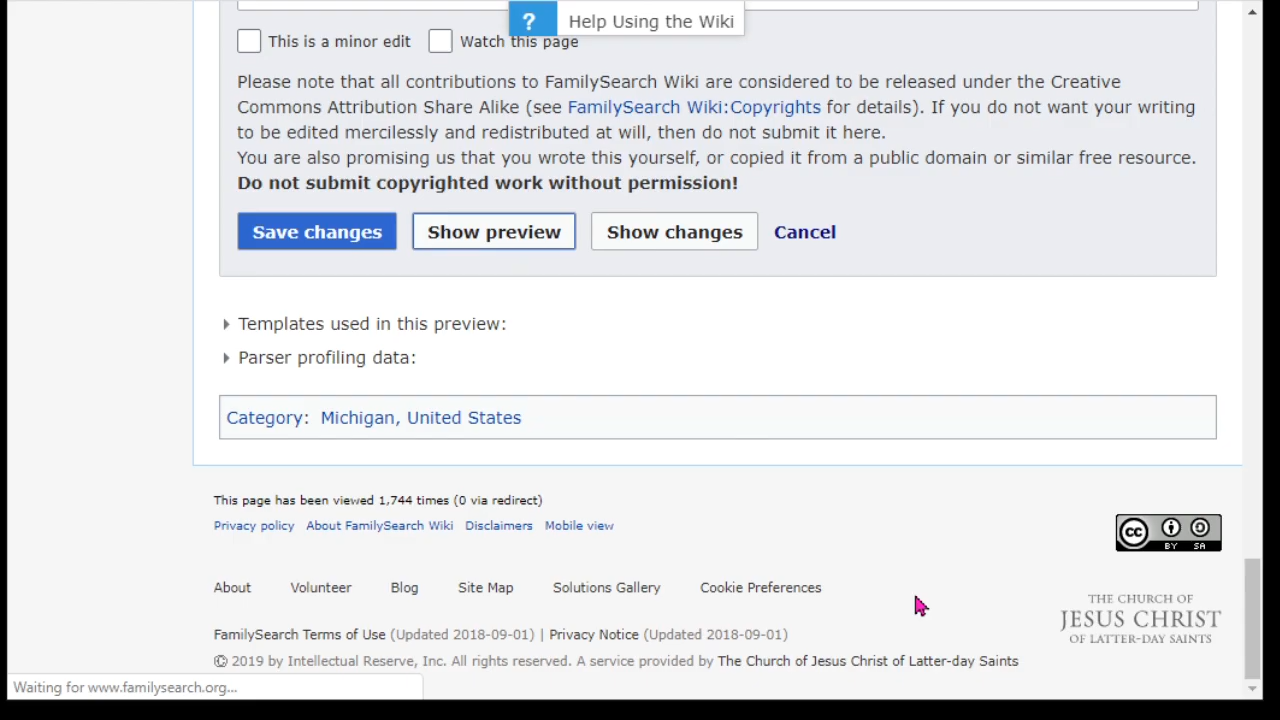 ? Help Using the Wiki
This is a minor edit Watch this page
Please note that all contributions to FamilySearch Wiki are considered to be released under the Creative
Commons Attribution Share Alike (see FamilySearch Wiki:Copyrights for details). If you do not want your writing
to be edited mercilessly and redistributed at will, then do not submit it here.
You are also promising us that you wrote this yourself, or copied it from a public domain or similar free resource.
Do not submit copyrighted work without permission!
Save changes Show preview Show changes Cancel
Templates used in this preview:
Parser profiling data:
Category: Michigan, United States
This page has been viewed 1,744 times (0 via redirect)
Privacy policy About FamilySearch Wiki Disclaimers Mobile view
cc BY SA
About Volunteer Blog Site Map Solutions Gallery Cookie Preferences
THE CHURCH OF
JESUS CHRIST
OF LATTER-DAY SAINTS
FamilySearch Terms of Use (Updated 2018-09-01) | Privacy Notice (Updated 2018-09-01)
© 2019 by Intellectual Reserve, Inc. All rights reserved. A service provided by The Church of Jesus Christ of Latter-day Saints
Waiting for www.familysearch.org...